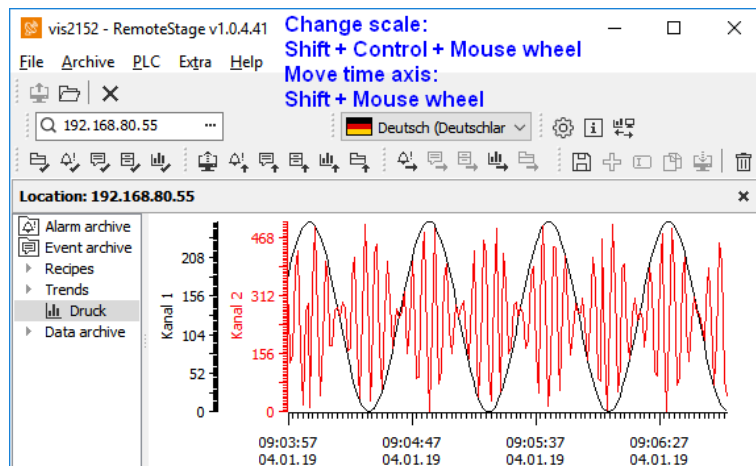 vis2152 - RemoteStage v1.0.4.41
Change scale:
Shift + Control + Mouse wheel
Move time axis:
Shift + Mouse wheel
File Archive PLC Extra Help
192.168.80.55 ...
Deutsch (Deutschlar
Location: 192.168.80.55
Alarm archive
Event archive
Recipes
Trends
Druck
Data archive
Kanal 1
208
156
104
52
0
Kanal 2
468
312
156
0
09:03:57 09:04:47 09:05:37 09:06:27
04.01.19 04.01.19 04.01.19 04.01.19